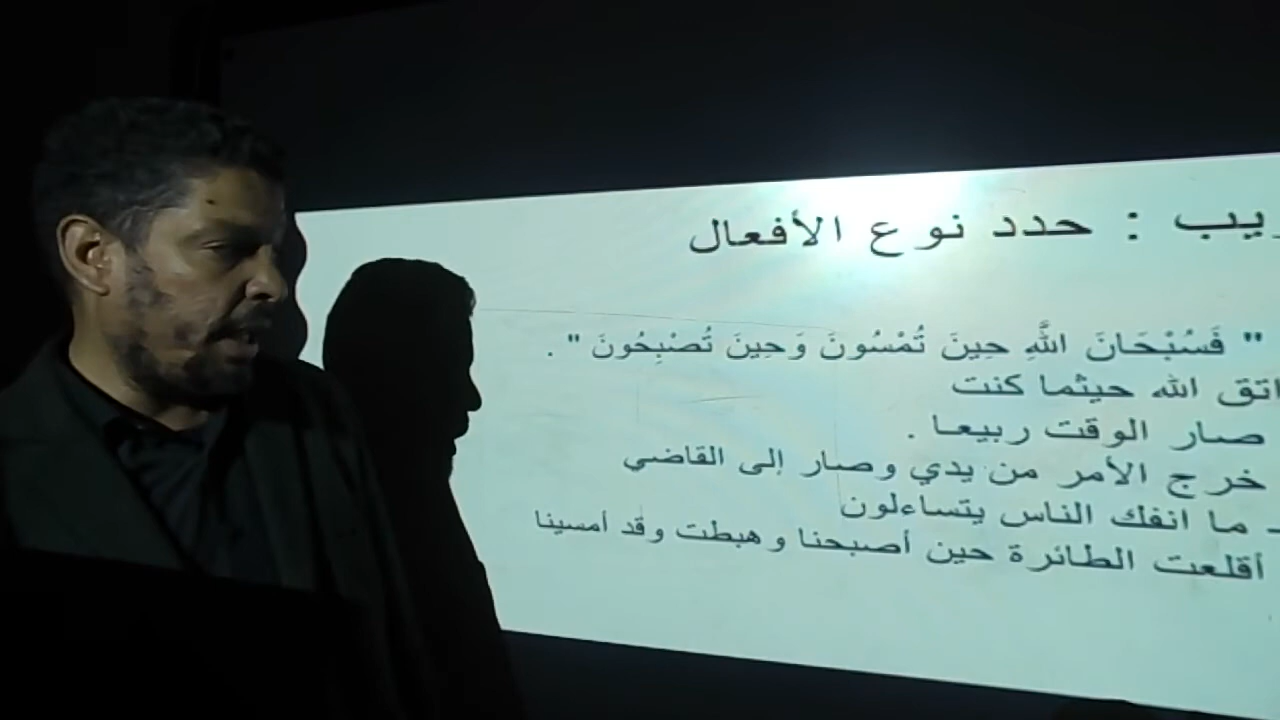 : حدد نوع الأفعال
" فَسُبْحَانَ اللَّهِ حِينَ تُمْسُونَ وَحِينَ تُصْبِحُونَ " .
اتق الله حيثما كنت
صار الوقت ربيعا .
خرج الأمر من يدي وصار إلى القاضي
ـ ما انفك الناس يتساءلون
أقلعت الطائرة حين أصبحنا وهبطت وقد أمسينا